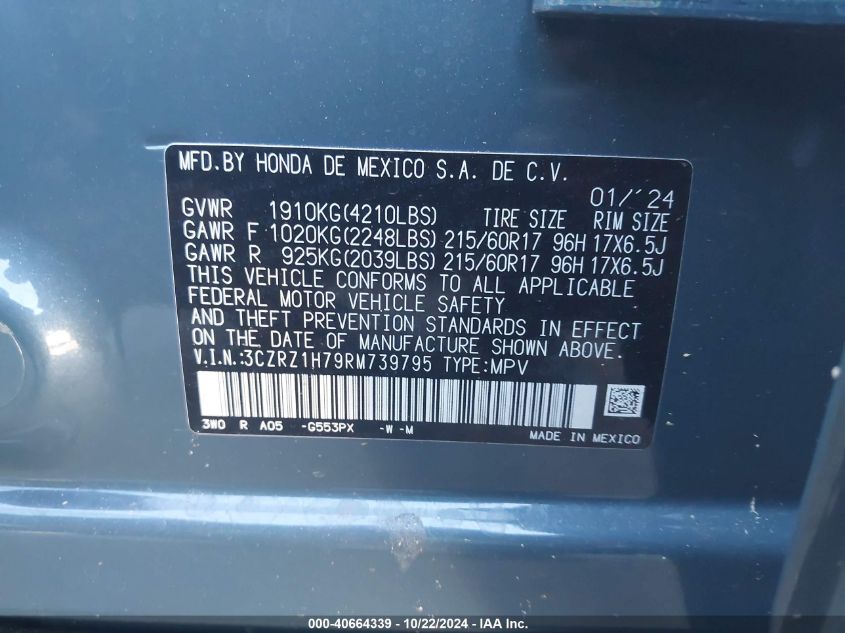 MFD.BY HONDA DE MEXICO S.A. DE C.V.
01/'24
GVWR 1910KG(4210LBS) TIRE SIZE RIM SIZE
GAWR F 1020KG(2248LBS) 215/60R17 96H 17X6.5J
GAWR R 925KG(2039LBS) 215/60R17 96H 17X6.5J
THIS VEHICLE CONFORMS TO ALL APPLICABLE
FEDERAL MOTOR VEHICLE SAFETY
AND THEFT PREVENTION STANDARDS IN EFFECT
ON THE DATE OF MANUFACTURE SHOWN ABOVE.
V.I.N.:3CZRZ1H79RM739795 TYPE:MPV
3W0 R A05 -G553PX -W -M
MADE IN MEXICO
000-40664339 - 10/22/2024 - IAA Inc.